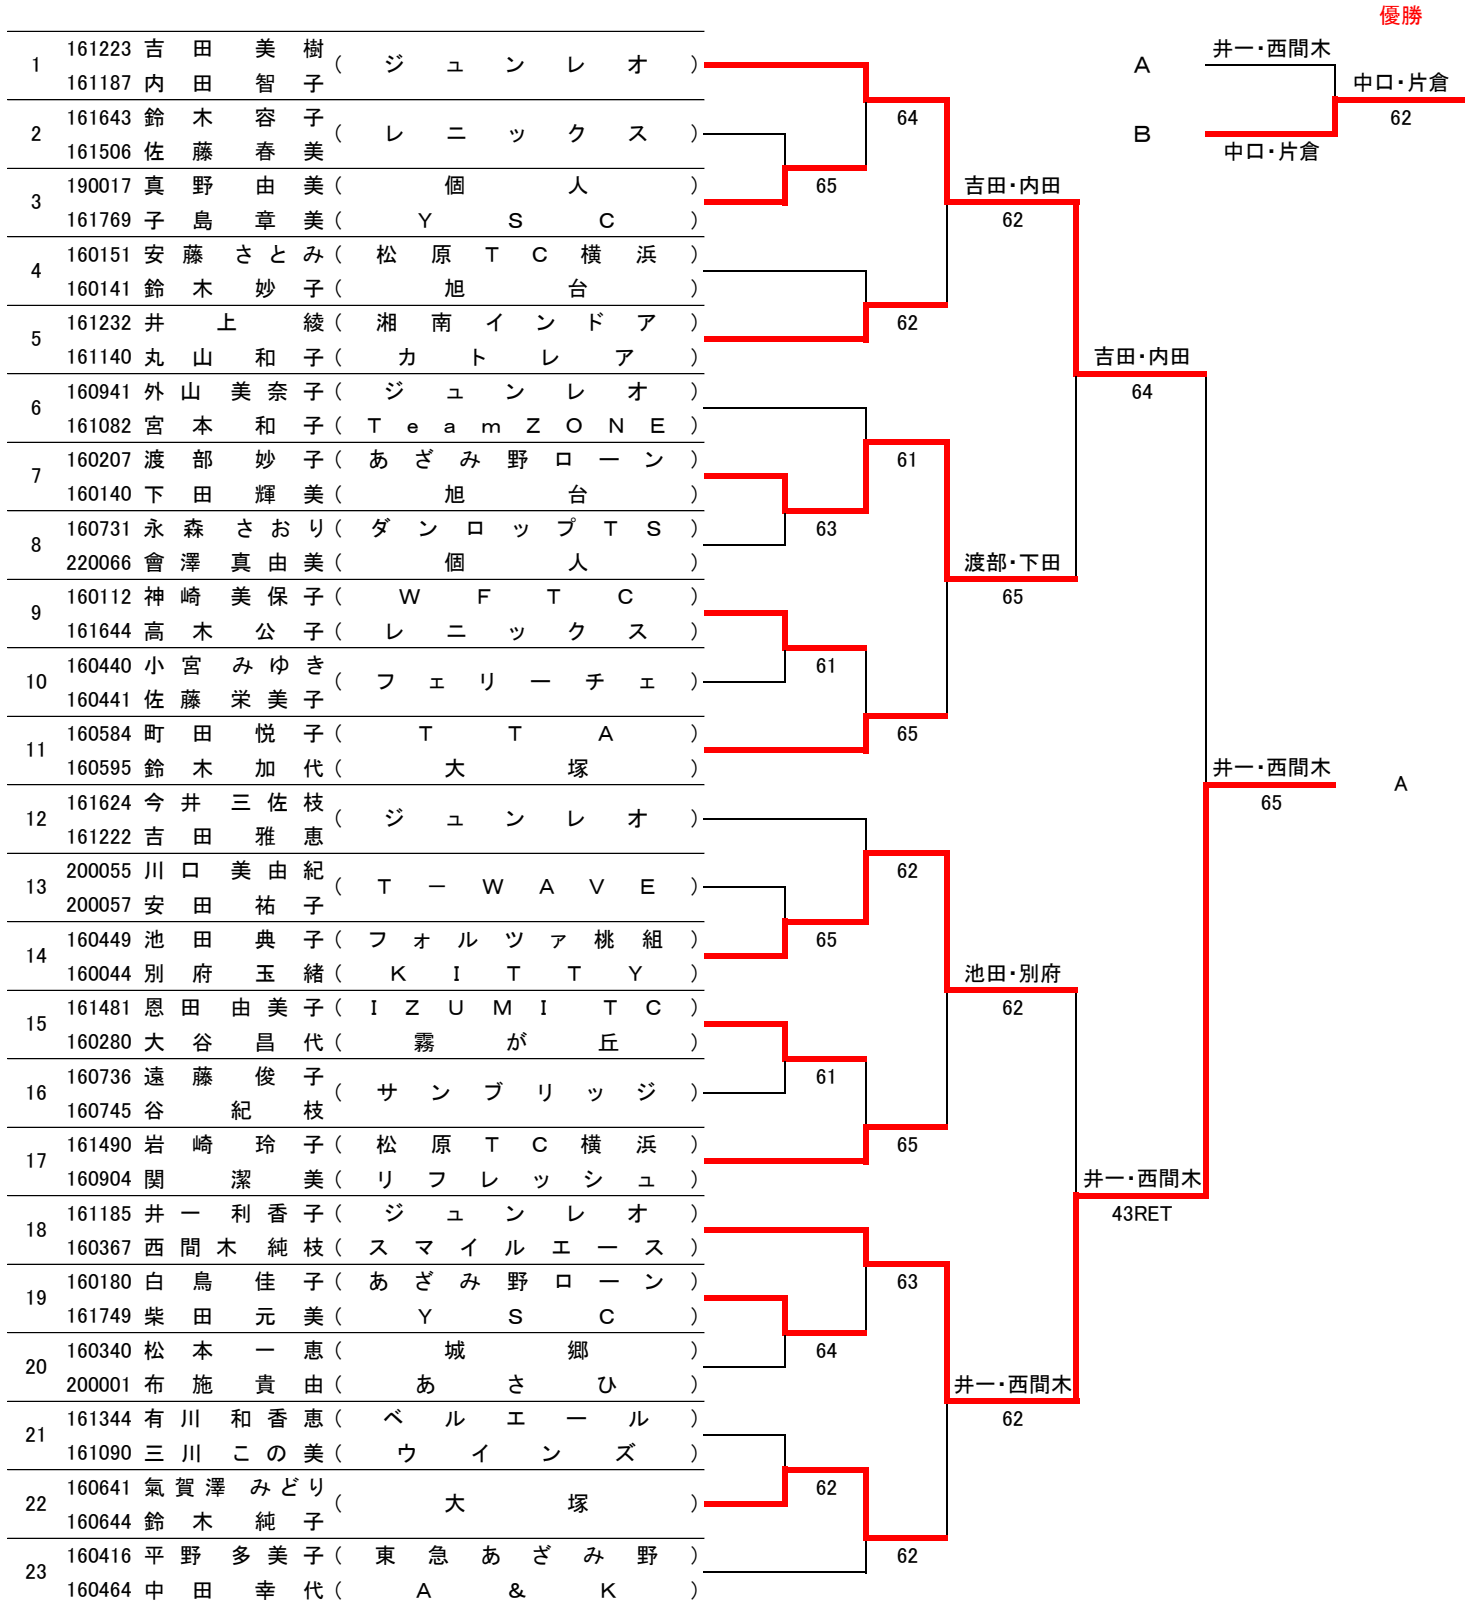 優勝
井一・西間木
A
中口・片倉
62
B
中口・片倉
1 161223 吉田 美樹 (ジュンレオ)
161187 内田 智子
64
2 161643 鈴木 容子 (レニックス)
161506 佐藤 春美
65
3 190017 真野 由美 (個人)
161769 子島 章美 (YSC)
吉田・内田
62
4 160151 安藤 さとみ (松原TC横浜)
160141 鈴木 妙子 (旭台)
62
5 161232 井上 綾 (湘南インドア)
161140 丸山 和子 (カトレア)
吉田・内田
64
6 160941 外山 美奈子 (ジュンレオ)
161082 宮本 和子 (TeamZONE)
61
7 160207 渡部 妙子 (あざみ野ローン)
160140 下田 輝美 (旭台)
63
8 160731 永森 さおり (ダンロップTS)
220066 會澤 真由美 (個人)
渡部・下田
65
9 160112 神崎 美保子 (WFTC)
161644 高木 公子 (レニックス)
61
10 160440 小宮 みゆき (フェリーチェ)
160441 佐藤 栄美子
65
11 160584 町田 悦子 (TTA)
160595 鈴木 加代 (大塚)
井一・西間木
65
A
12 161624 今井 三佐枝 (ジュンレオ)
161222 吉田 雅恵
62
13 200055 川口 美由紀 (T－WAVE)
200057 安田 祐子
65
14 160449 池田 典子 (フォルツァ桃組)
160044 別府 玉緒 (KITTY)
池田・別府
62
15 161481 恩田 由美子 (IZUMI TC)
160280 大谷 昌代 (霧が丘)
61
16 160736 遠藤 俊子 (サンブリッジ)
160745 谷 紀枝
65
17 161490 岩崎 玲子 (松原TC横浜)
160904 関 潔美 (リフレッシュ)
井一・西間木
43RET
18 161185 井一 利香子 (ジュンレオ)
160367 西間木 純枝 (スマイルエース)
63
19 160180 白鳥 佳子 (あざみ野ローン)
161749 柴田 元美 (YSC)
64
20 160340 松本 一恵 (城郷)
200001 布施 貴由 (あさひ)
井一・西間木
62
21 161344 有川 和香恵 (ベルエール)
161090 三川 この美 (ウインズ)
62
22 160641 氣賀澤 みどり (大塚)
160644 鈴木 純子
62
23 160416 平野 多美子 (東急あざみ野)
160464 中田 幸代 (A&K)